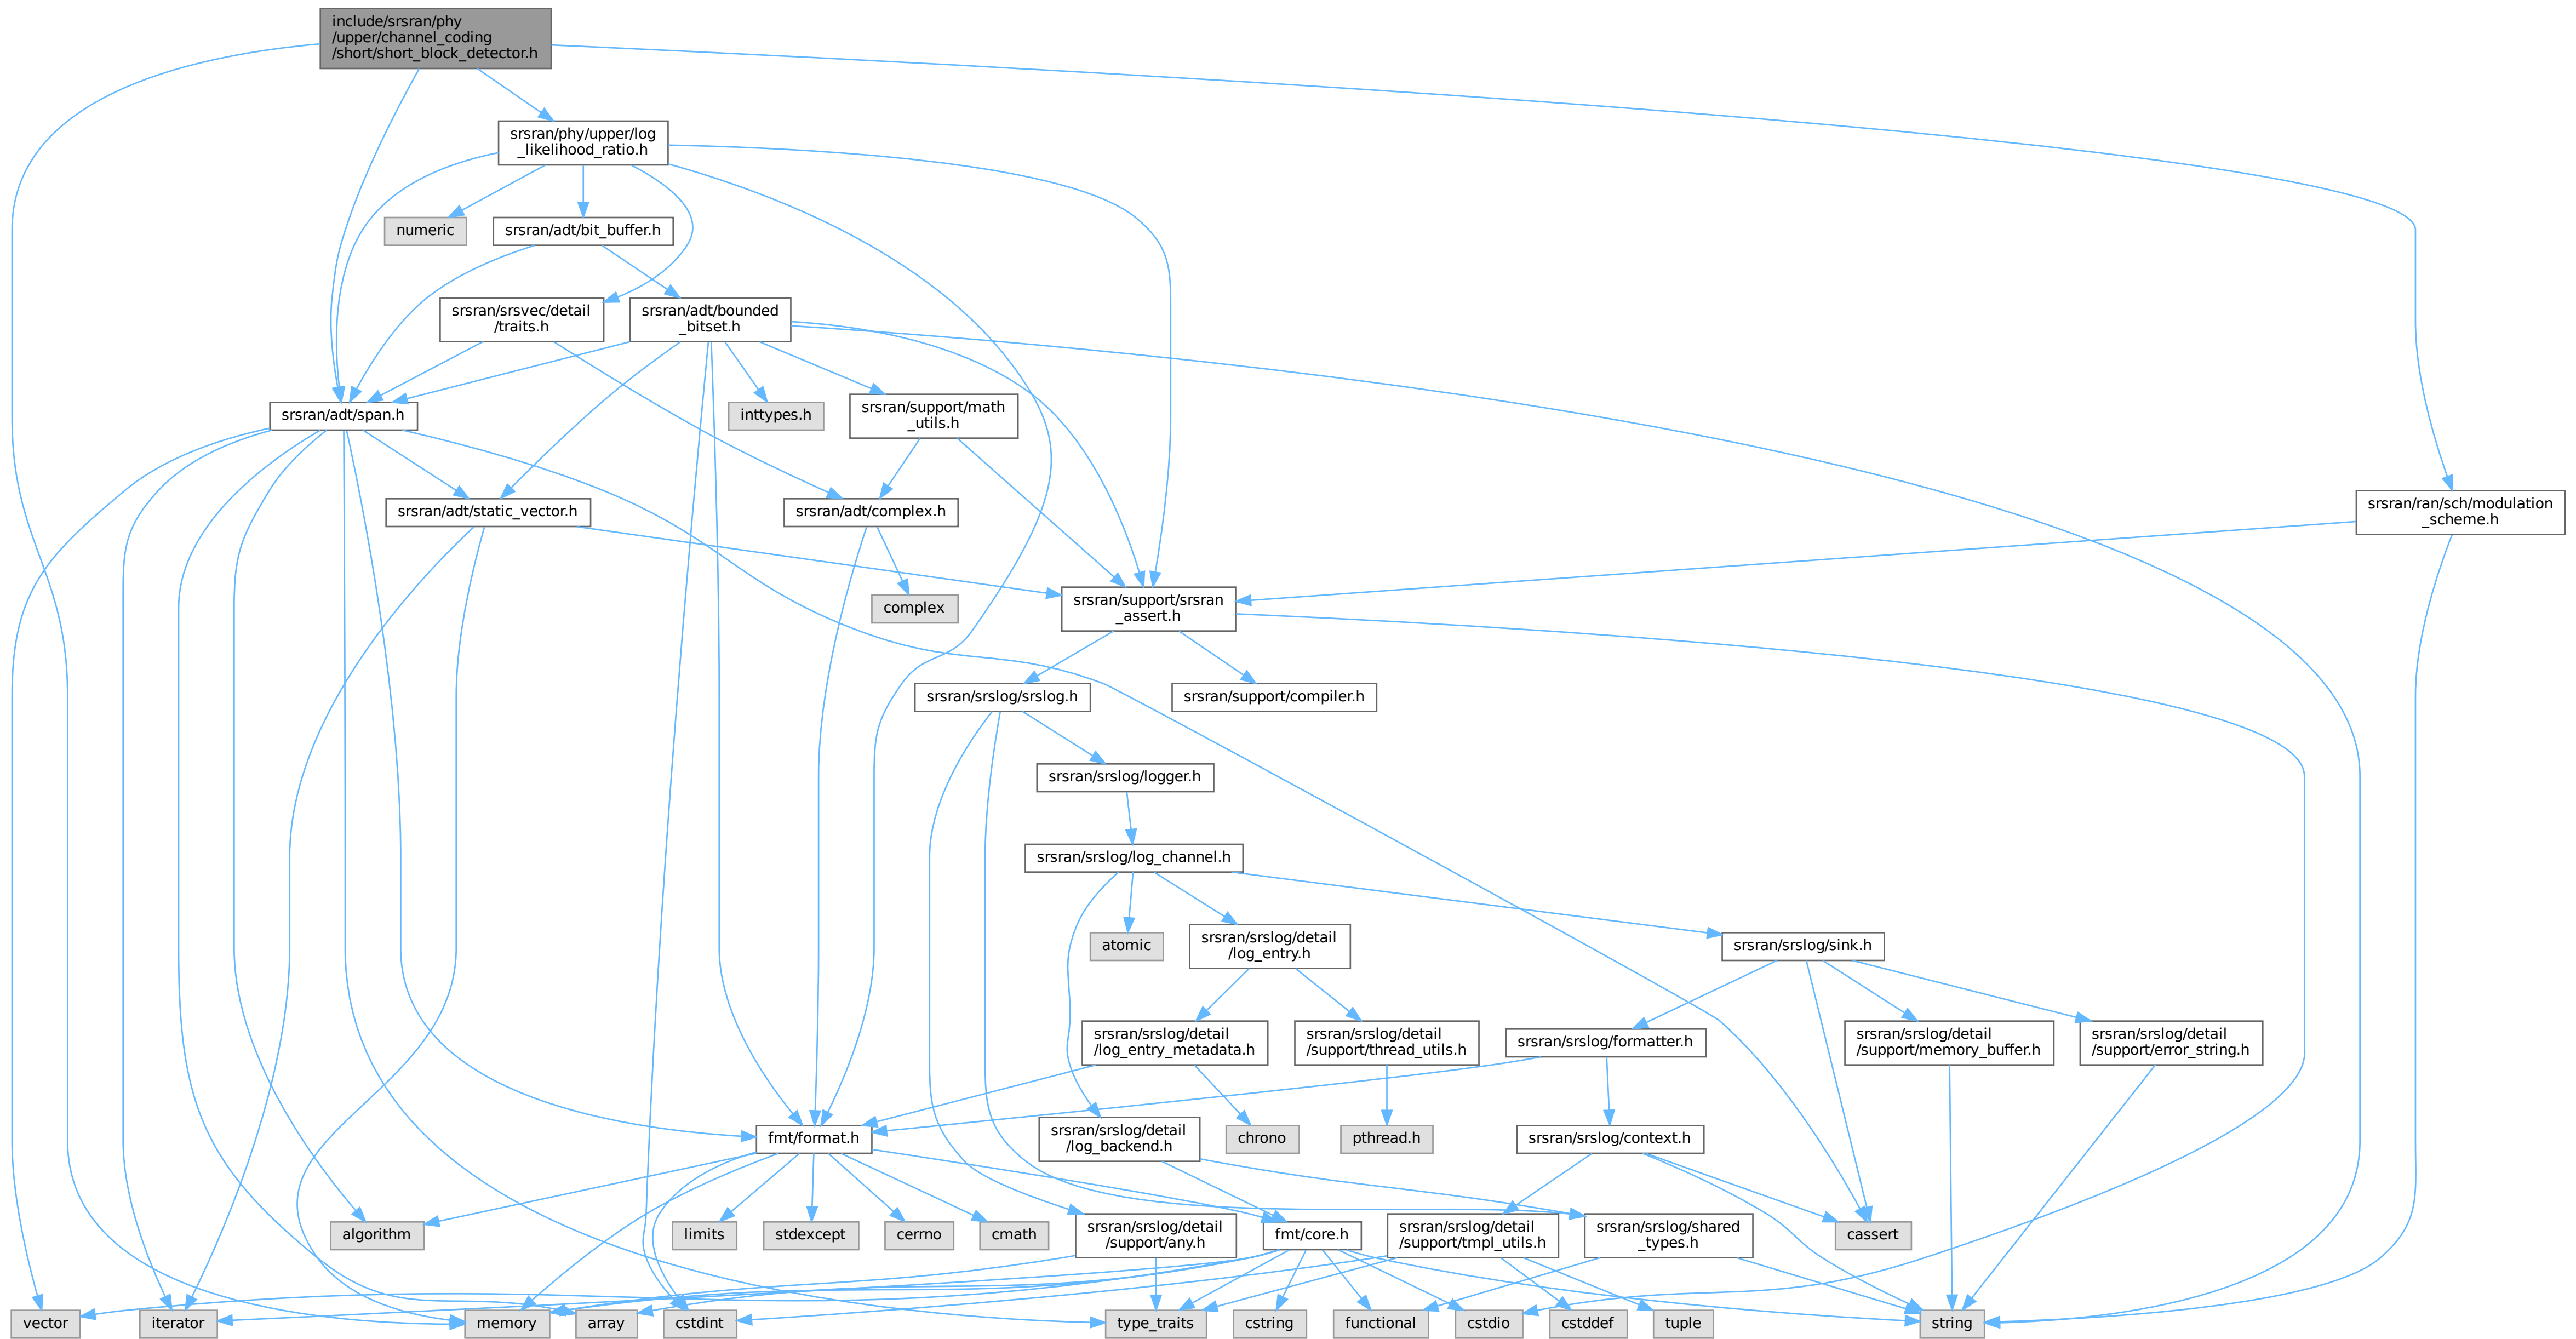 include/srsran/phy
/upper/channel_coding
/short/short_block_detector.h
srsran/phy/upper/log
_likelihood_ratio.h
numeric
srsran/adt/bit_buffer.h
srsran/srsvec/detail
/traits.h
srsran/adt/bounded
_bitset.h
srsran/adt/span.h
inttypes.h
srsran/support/math
_utils.h
srsran/adt/static_vector.h
srsran/adt/complex.h
srsran/ran/sch/modulation
_scheme.h
complex
srsran/support/srsran
_assert.h
srsran/srslog/srslog.h
srsran/support/compiler.h
srsran/srslog/logger.h
srsran/srslog/log_channel.h
atomic
srsran/srslog/detail
/log_entry.h
srsran/srslog/sink.h
srsran/srslog/detail
/log_entry_metadata.h
srsran/srslog/detail
/support/thread_utils.h
srsran/srslog/formatter.h
srsran/srslog/detail
/support/memory_buffer.h
srsran/srslog/detail
/support/error_string.h
fmt/format.h
srsran/srslog/detail
/log_backend.h
chrono
pthread.h
srsran/srslog/context.h
algorithm
limits
stdexcept
cerrno
cmath
srsran/srslog/detail
/support/any.h
fmt/core.h
srsran/srslog/detail
/support/tmpl_utils.h
srsran/srslog/shared
_types.h
cassert
vector
iterator
memory
array
cstdint
type_traits
cstring
functional
cstdio
cstddef
tuple
string